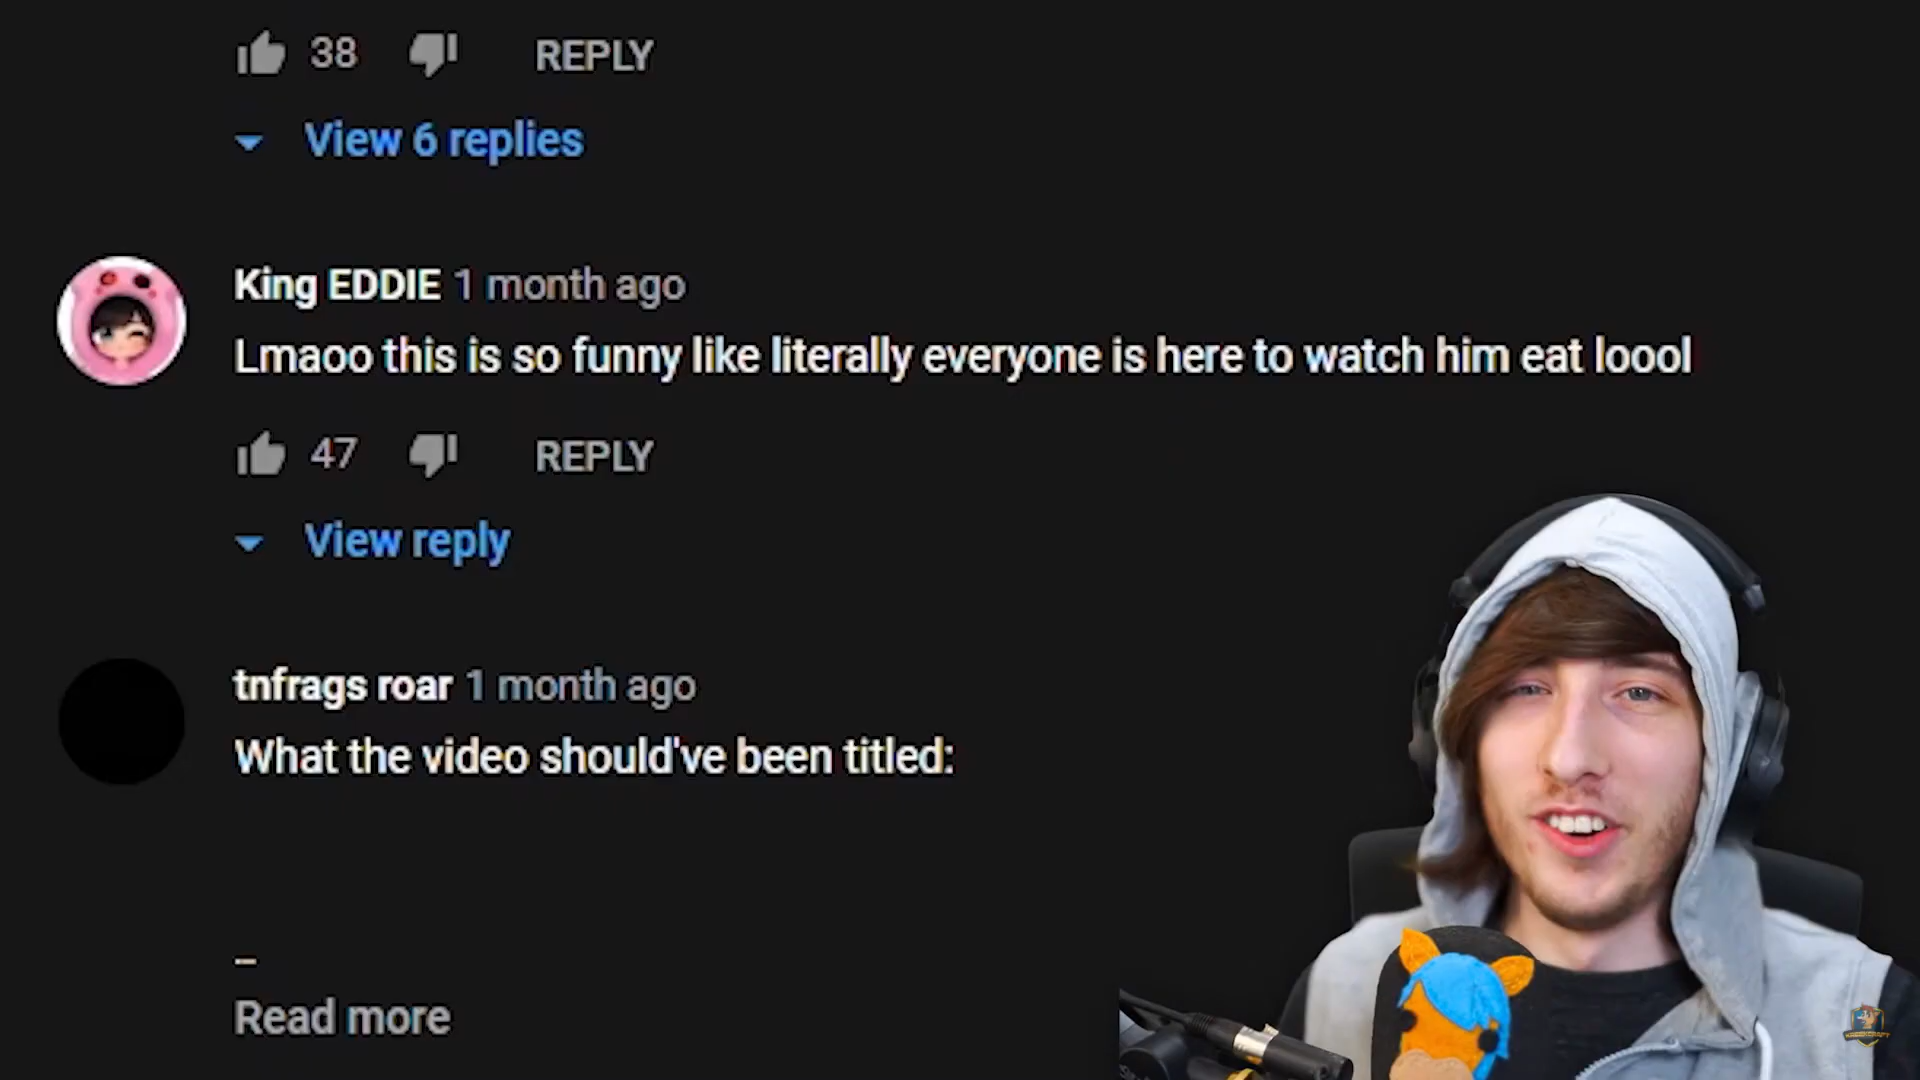 38 REPLY
View 6 replies
King EDDIE 1 month ago
Lmaoo this is so funny like literally everyone is here to watch him eat loool
47 REPLY
View reply
tnfrags roar 1 month ago
What the video should've been titled:
_
Read more